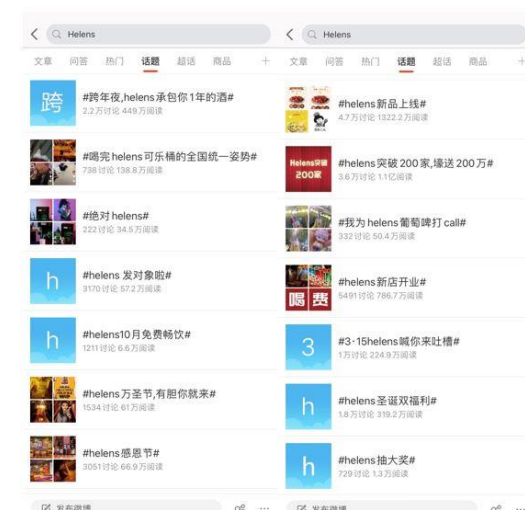 Helens
文章 问答 热门 话题 超话 商品
跨
#跨年夜,helens承包你1年的酒#
2.2万讨论 449万阅读
#喝完helens可乐桶的全国统一姿势#
738讨论 138.8万阅读
#绝对helens#
222讨论 34.5万阅读
h
#helens 发对象啦#
3170讨论 57.2万阅读
h
#helens10月免费畅饮#
1211讨论 6.6万阅读
#helens万圣节,有胆你就来#
1534讨论 61万阅读
#helens感恩节#
3051讨论 66.9万阅读
发布微博
Helens
文章 问答 热门 话题 超话 商品
#helens新品上线#
4.7万讨论 1322.2万阅读
Helens突破
200家
#helens突破200家,壕送200万#
3.6万讨论 1.1亿阅读
#我为helens葡萄啤打call#
332讨论 50.4万阅读
喝 费
#helens新店开业#
5491讨论 786.7万阅读
3
#3·15helens喊你来吐槽#
1万讨论 224.9万阅读
h
#helens圣诞双福利#
1.8万讨论 319.2万阅读
h
#helens抽大奖#
729讨论 1.3万阅读
发布微博